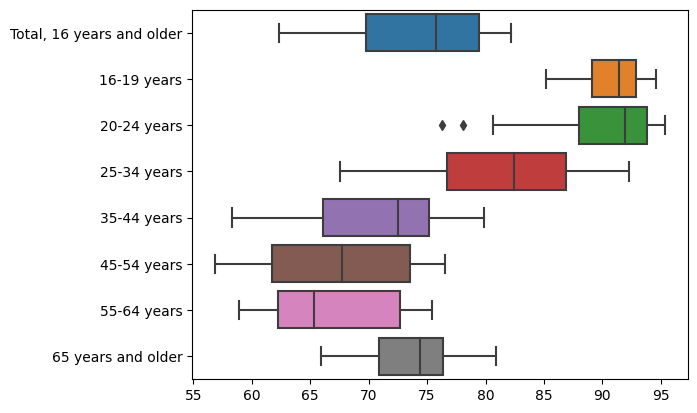 Total, 16 years and older
16-19 years
20-24 years
25-34 years
35-44 years
45-54 years
55-64 years
65 years and older
55 60 65 70 75 80 85 90 95